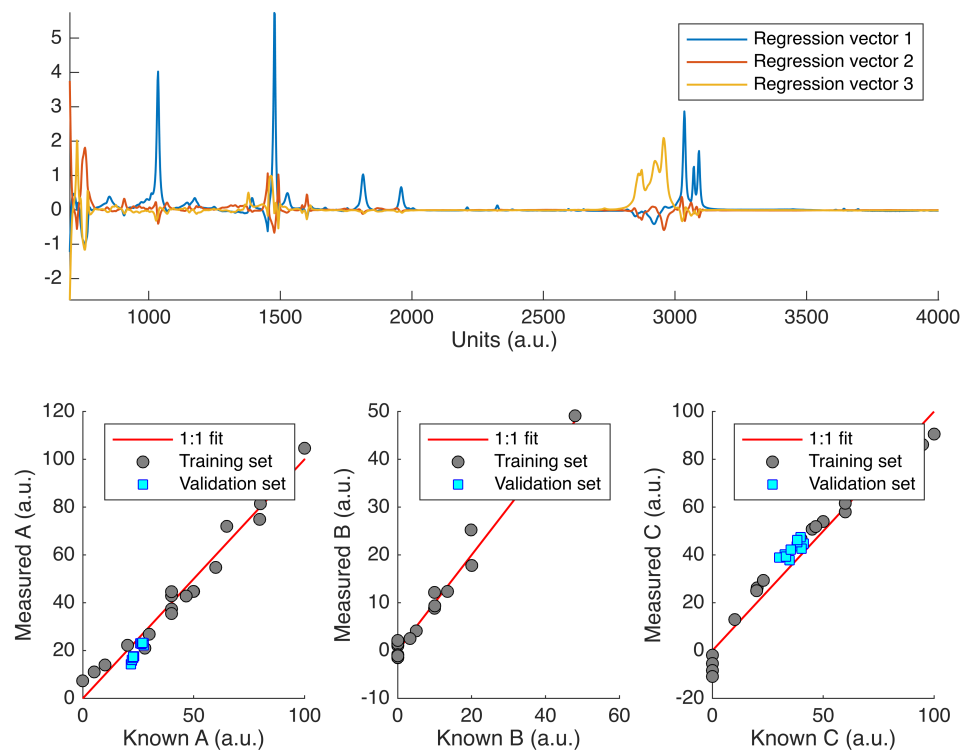 5
4
3
2
1
0
-1
-2
Regression vector 1
Regression vector 2
Regression vector 3
1000 1500 2000 2500 3000 3500 4000
Units (a.u.)
Measured A (a.u.)
120
100
80
60
40
20
0
1:1 fit
Training set
Validation set
0 50 100
Known A (a.u.)
Measured B (a.u.)
50
40
30
20
10
0
-10
1:1 fit
Training set
Validation set
0 20 40 60
Known B (a.u.)
Measured C (a.u.)
100
80
60
40
20
0
-20
1:1 fit
Training set
Validation set
0 50 100
Known C (a.u.)